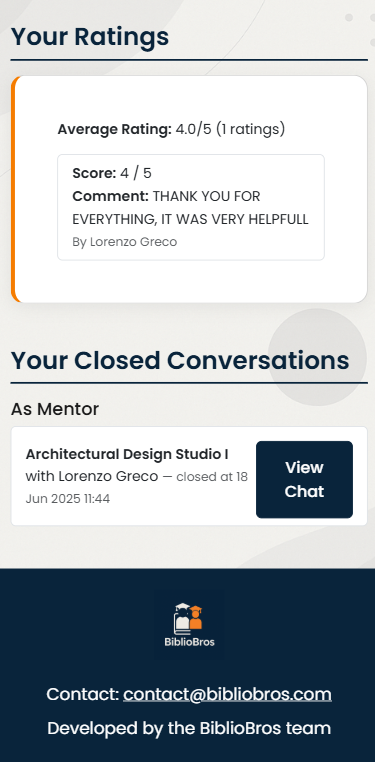 Your Ratings
Average Rating: 4.0/5 (1 ratings)
Score: 4 / 5
Comment: THANK YOU FOR
EVERYTHING, IT WAS VERY HELPFULL
By Lorenzo Greco
Your Closed Conversations
As Mentor
Architectural Design Studio I
with Lorenzo Greco — closed at 18
Jun 2025 11:44
View
Chat
BiblioBros
Contact: contact@bibliobros.com
Developed by the BiblioBros team